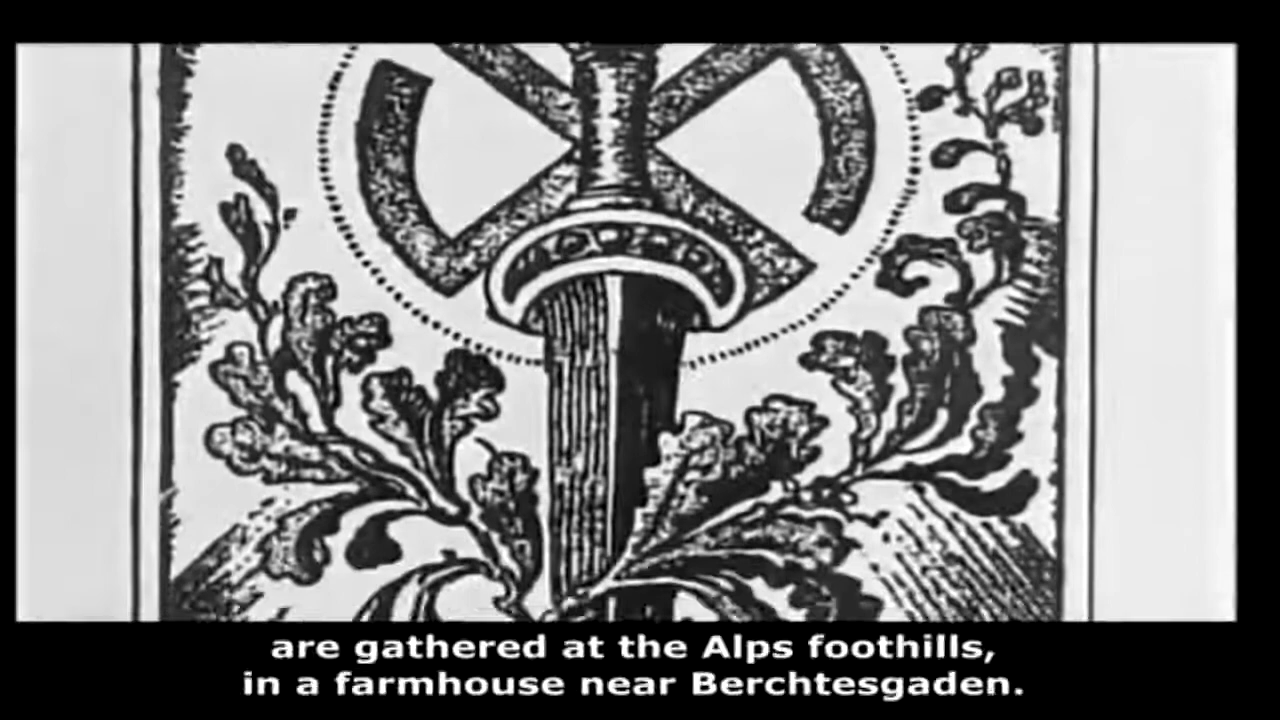 are gathered at the Alps foothills,
in a farmhouse near Berchtesgaden.